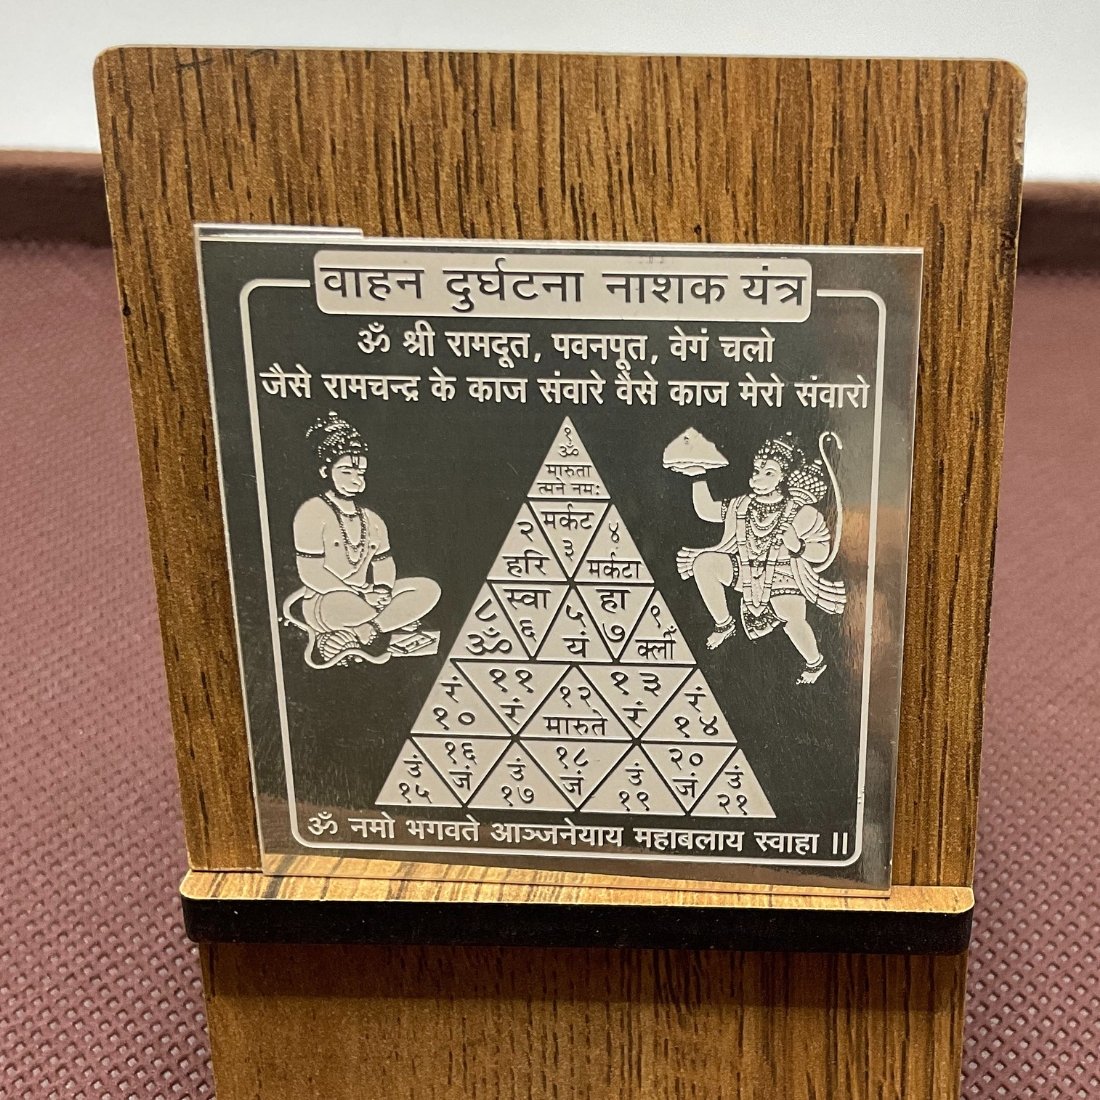 वाहन दुर्घटना नाशक यंत्र
ॐ श्री रामदूत, पवनपूत, वेगं चलो
जैसे रामचन्द्र के काज संवारे वैसे काज मेरो संवारो
१
ॐ
मारुता
त्मने नमः
२ मर्कट ४
हरि ३ मर्कटा
८ स्वा ५ हा ९
ॐ ६ यं ७ क्लीं
रं ११ १२ १३ रं
१० रं मारुते रं १४
उं १६ उं १८ उं २० उं
१५ जं १७ जं १९ जं २१
ॐ नमो भगवते आञ्जनेयाय महाबलाय स्वाहा ॥